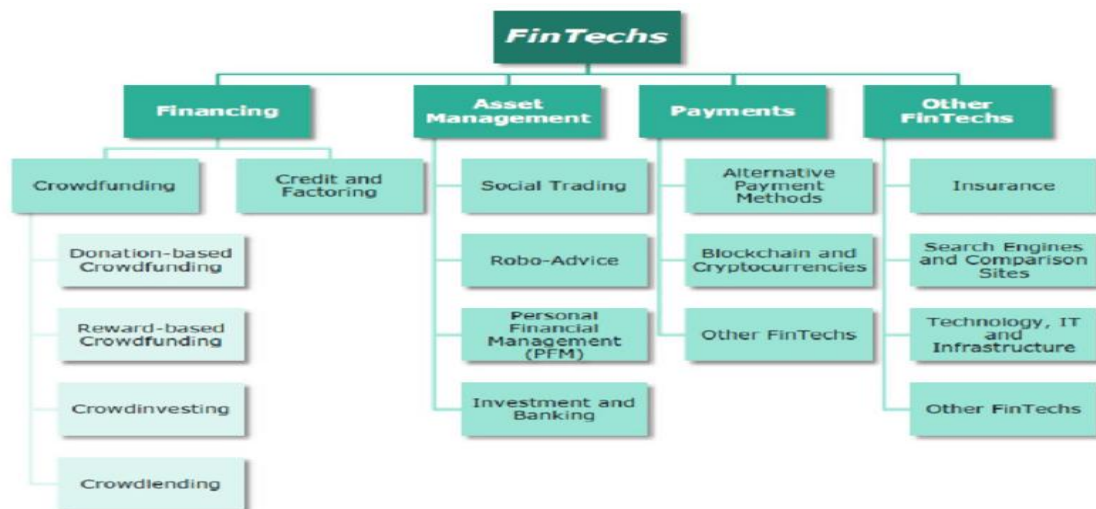 FinTechs
Financing
Asset
Management
Payments
Other
FinTechs
Crowdfunding
Credit and
Factoring
Donation-based
Crowdfunding
Reward-based
Crowdfunding
Crowdinvesting
Crowdlending
Social Trading
Robo-Advice
Personal
Financial
Management
(PFM)
Investment and
Banking
Alternative
Payment
Methods
Blockchain and
Cryptocurrencies
Other FinTechs
Insurance
Search Engines
and Comparison
Sites
Technology, IT
and
Infrastructure
Other FinTechs